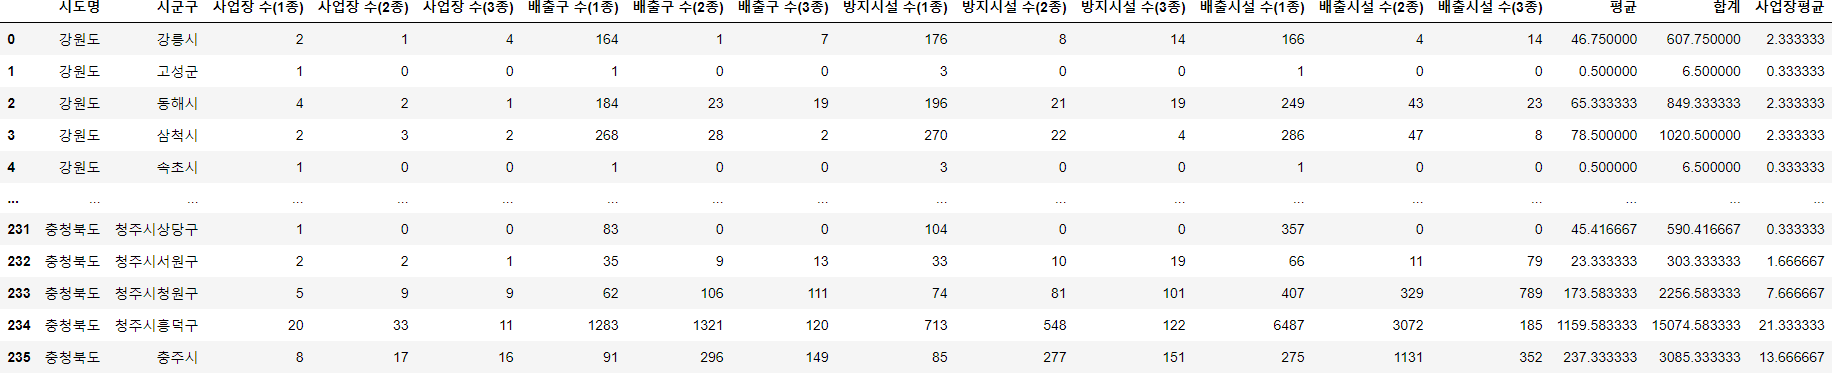 시도명 시군구 사업장 수(1종) 사업장 수(2종) 사업장 수(3종) 배출구 수(1종) 배출구 수(2종) 배출구 수(3종) 방지시설 수(1종) 방지시설 수(2종) 방지시설 수(3종) 배출시설 수(1종) 배출시설 수(2종) 배출시설 수(3종) 평균 합계 사업장평균
0 강원도 강릉시 2 1 4 164 1 7 176 8 14 166 4 14 46.750000 607.750000 2.333333
1 강원도 고성군 1 0 0 1 0 0 3 0 0 1 0 0 0.500000 6.500000 0.333333
2 강원도 동해시 4 2 1 184 23 19 196 21 19 249 43 23 65.333333 849.333333 2.333333
3 강원도 삼척시 2 3 2 268 28 2 270 22 4 286 47 8 78.500000 1020.500000 2.333333
4 강원도 속초시 1 0 0 1 0 0 3 0 0 1 0 0 0.500000 6.500000 0.333333
... ... ... ... ... ... ... ... ... ... ... ... ... ... ... ... ... ...
231 충청북도 청주시상당구 1 0 0 83 0 0 104 0 0 357 0 0 45.416667 590.416667 0.333333
232 충청북도 청주시서원구 2 2 1 35 9 13 33 10 19 66 11 79 23.333333 303.333333 1.666667
233 충청북도 청주시청원구 5 9 9 62 106 111 74 81 101 407 329 789 173.583333 2256.583333 7.666667
234 충청북도 청주시흥덕구 20 33 11 1283 1321 120 713 548 122 6487 3072 185 1159.583333 15074.583333 21.333333
235 충청북도 충주시 8 17 16 91 296 149 85 277 151 275 1131 352 237.333333 3085.333333 13.666667